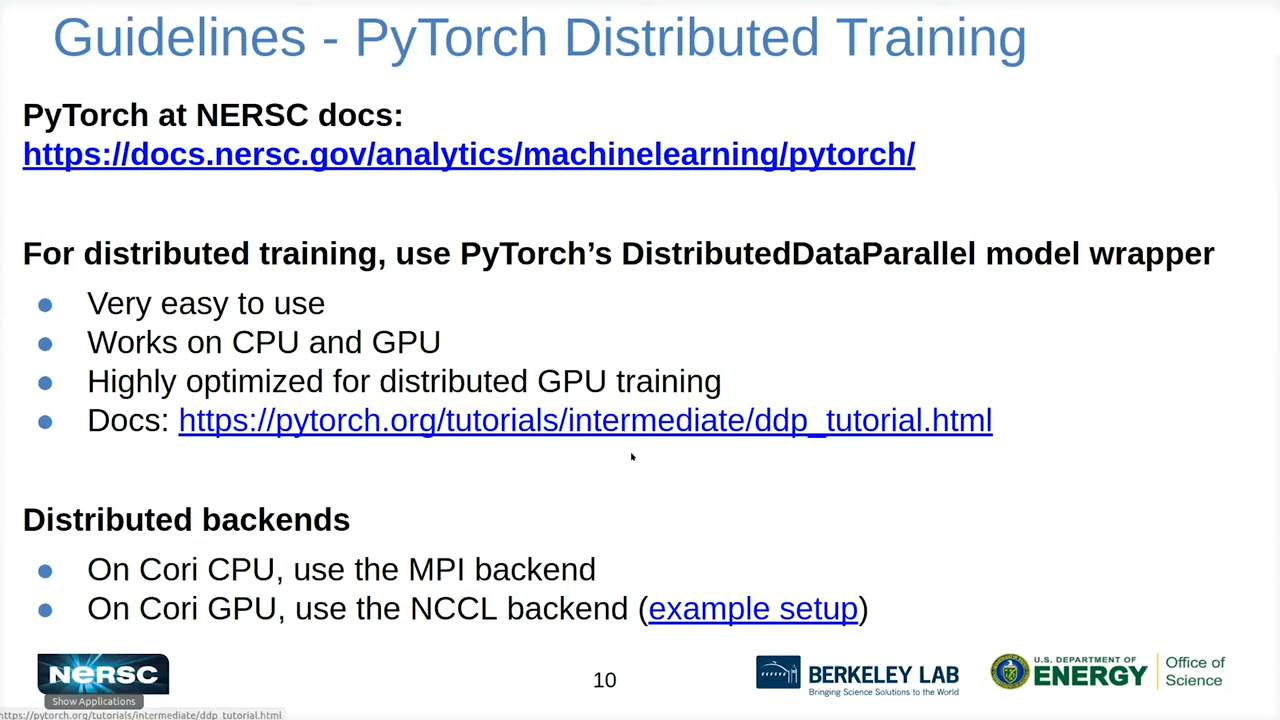 Guidelines - PyTorch Distributed Training
PyTorch at NERSC docs:
https://docs.nersc.gov/analytics/machinelearning/pytorch/
For distributed training, use PyTorch’s DistributedDataParallel model wrapper
● Very easy to use
● Works on CPU and GPU
● Highly optimized for distributed GPU training
● Docs: https://pytorch.org/tutorials/intermediate/ddp_tutorial.html
Distributed backends
● On Cori CPU, use the MPI backend
● On Cori GPU, use the NCCL backend (example setup)
NERSC
Show Applications
10
BERKELEY LAB
Bringing Science Solutions to the World
U.S. DEPARTMENT OF
ENERGY
Office of
Science
https://pytorch.org/tutorials/intermediate/ddp_tutorial.html